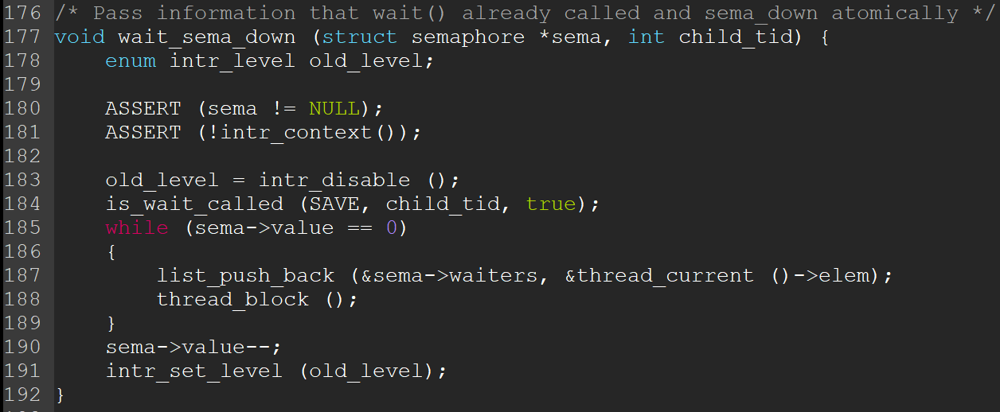 176 /* Pass information that wait() already called and sema_down atomically */
177 void wait_sema_down (struct semaphore *sema, int child_tid) {
178     enum intr_level old_level;
179
180     ASSERT (sema != NULL);
181     ASSERT (!intr_context());
182
183     old_level = intr_disable ();
184     is_wait_called (SAVE, child_tid, true);
185     while (sema->value == 0)
186     {
187         list_push_back (&sema->waiters, &thread_current ()->elem);
188         thread_block ();
189     }
190     sema->value--;
191     intr_set_level (old_level);
192 }